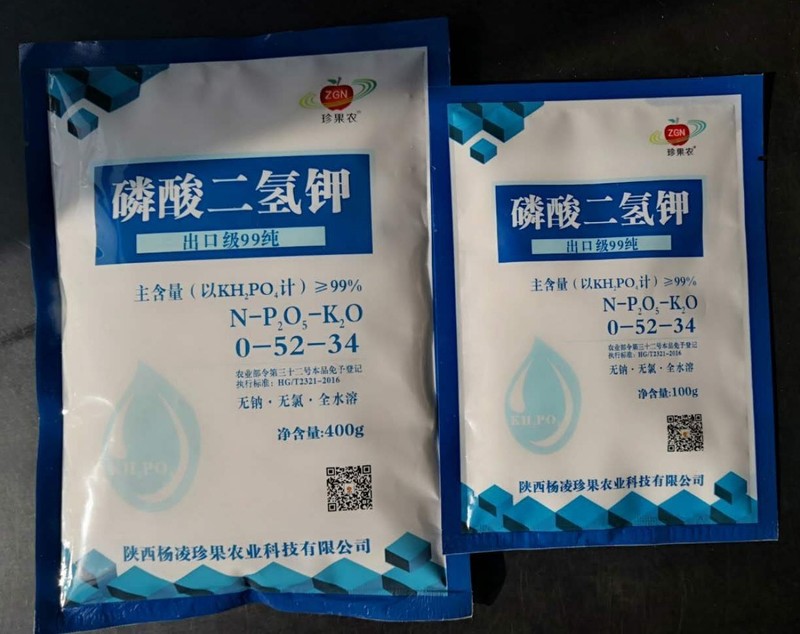 ZGN
珍果农
磷酸二氢钾
出口级99纯
主含量（以KH₂PO₄计）≥99%
N-P₂O₅-K₂O
0-52-34
农业部令第三十二号本品免予登记
执行标准：HG/T2321-2016
无钠·无氯·全水溶
净含量:400g
KH₂PO₄
陕西杨凌珍果农业科技有限公司
ZGN
珍果农
磷酸二氢钾
出口级99纯
主含量（以KH₂PO₄计）≥99%
N-P₂O₅-K₂O
0-52-34
农业部令第三十二号本品免予登记
执行标准：HG/T2321-2016
无钠·无氯·全水溶
净含量:100g
KH₂PO₄
陕西杨凌珍果农业科技有限公司